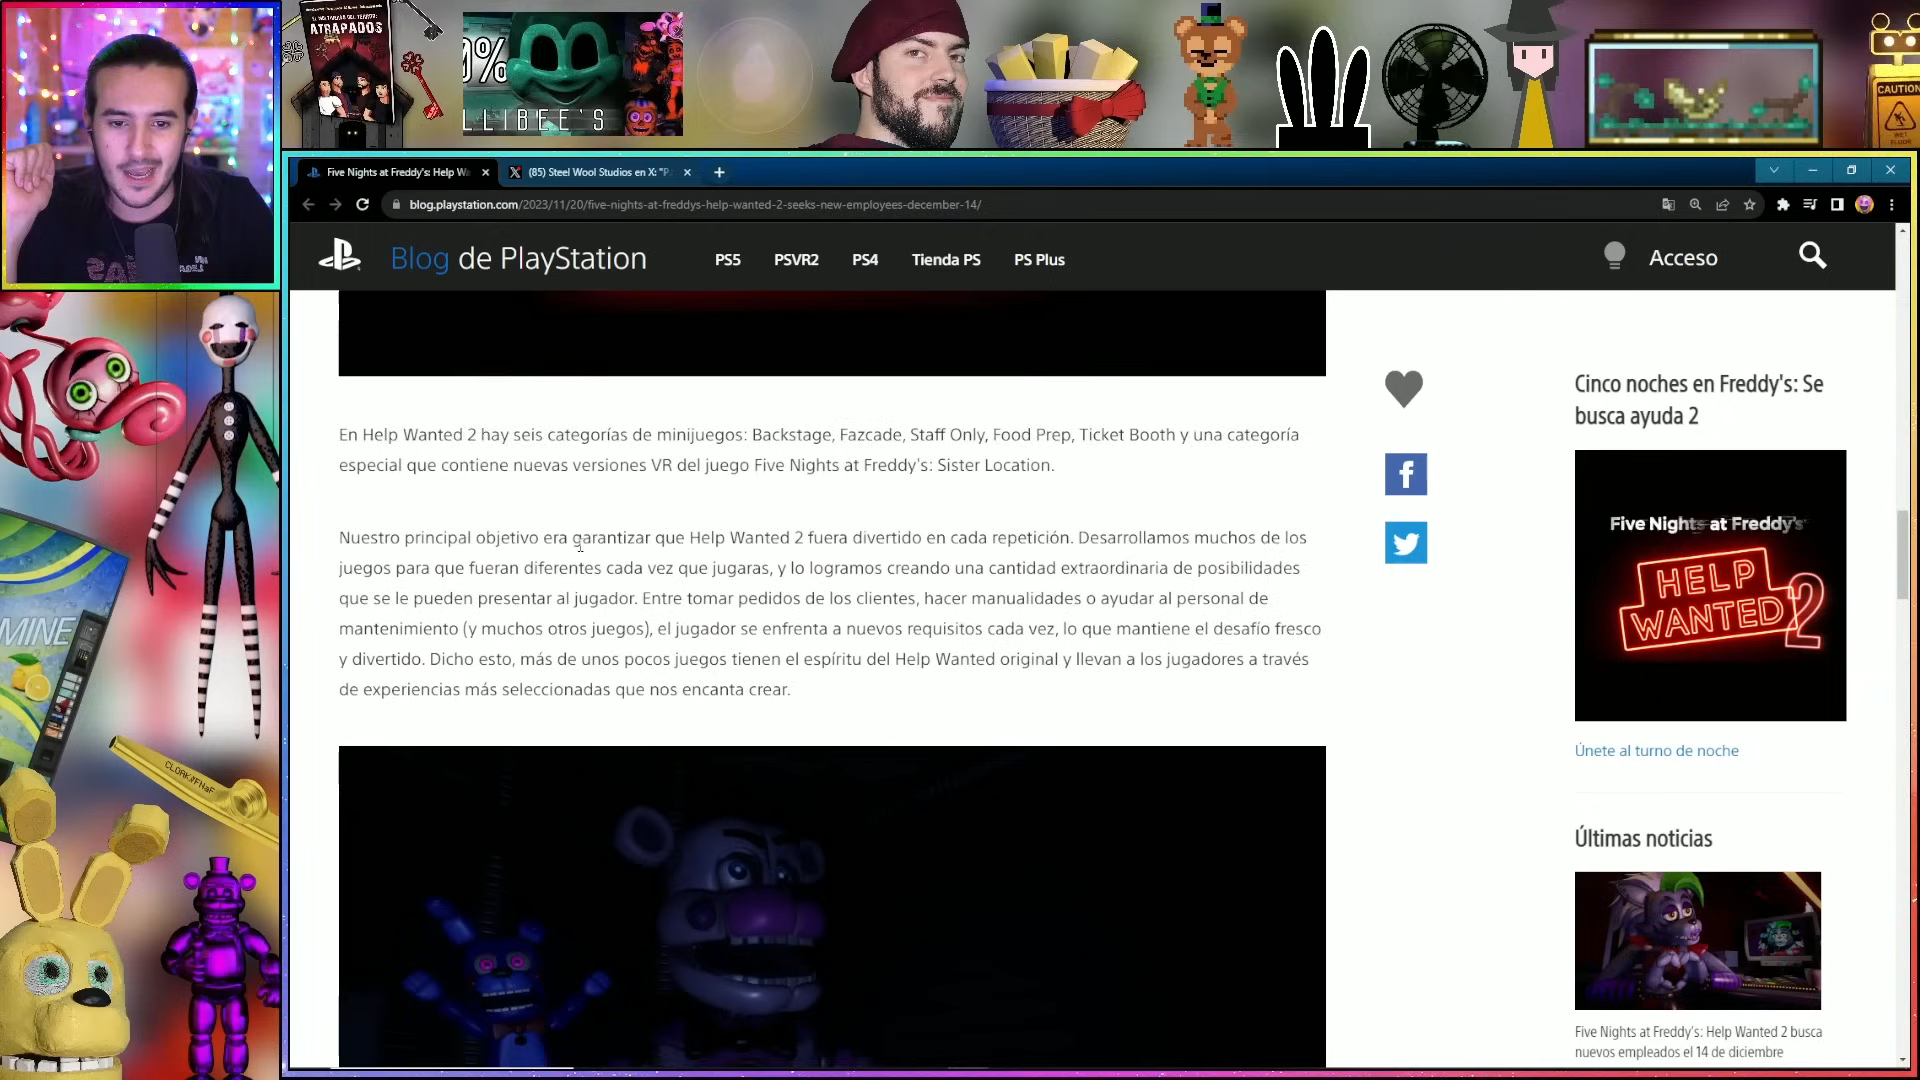 ATRAPADOS
0%
LLIBEE'S
CAUTION
Five Nights at Freddy's: Help Wa
(85) Steel Wool Studios en X: "P
blog.playstation.com/2023/11/20/five-nights-at-freddys-help-wanted-2-seeks-new-employees-december-14/
Blog de PlayStation
PS5
PSVR2
PS4
Tienda PS
PS Plus
Acceso
En Help Wanted 2 hay seis categorías de minijuegos: Backstage, Fazcade, Staff Only, Food Prep, Ticket Booth y una categoría
especial que contiene nuevas versiones VR del juego Five Nights at Freddy's: Sister Location.
Nuestro principal objetivo era garantizar que Help Wanted 2 fuera divertido en cada repetición. Desarrollamos muchos de los
juegos para que fueran diferentes cada vez que jugaras, y lo logramos creando una cantidad extraordinaria de posibilidades
que se le pueden presentar al jugador. Entre tomar pedidos de los clientes, hacer manualidades o ayudar al personal de
mantenimiento (y muchos otros juegos), el jugador se enfrenta a nuevos requisitos cada vez, lo que mantiene el desafío fresco
y divertido. Dicho esto, más de unos pocos juegos tienen el espíritu del Help Wanted original y llevan a los jugadores a través
de experiencias más seleccionadas que nos encanta crear.
Cinco noches en Freddy's: Se
busca ayuda 2
Five Nights at Freddy's
HELP
WANTED 2
Únete al turno de noche
Últimas noticias
Five Nights at Freddy's: Help Wanted 2 busca
nuevos empleados el 14 de diciembre
MINE
CLOAK/FNaF